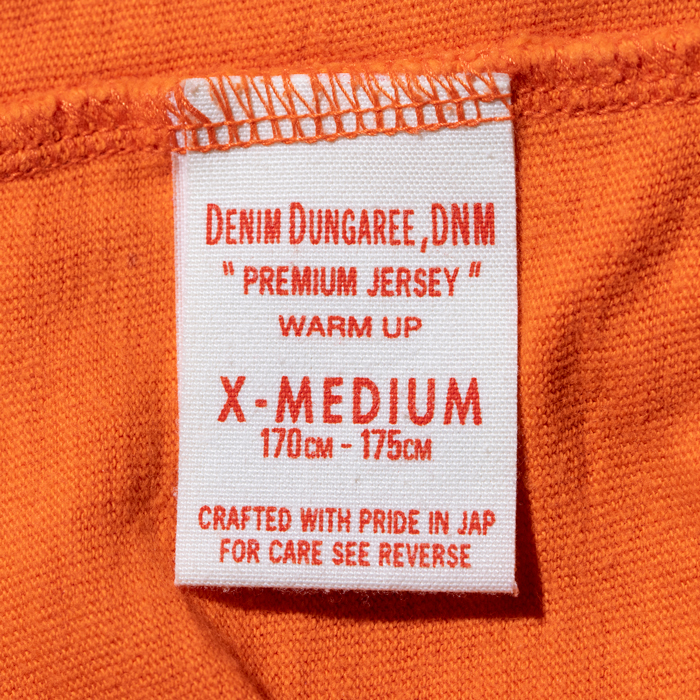 DENIM DUNGAREE, DNM
" PREMIUM JERSEY "
WARM UP
X-MEDIUM
170CM - 175CM
CRAFTED WITH PRIDE IN JAP
FOR CARE SEE REVERSE